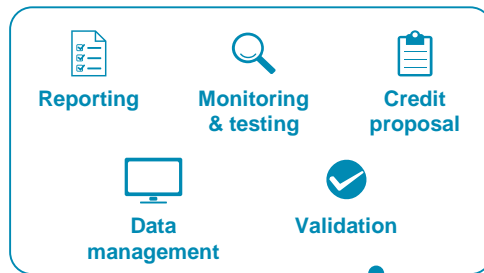 Reporting
Monitoring
& testing
Credit
proposal
Data
management
Validation